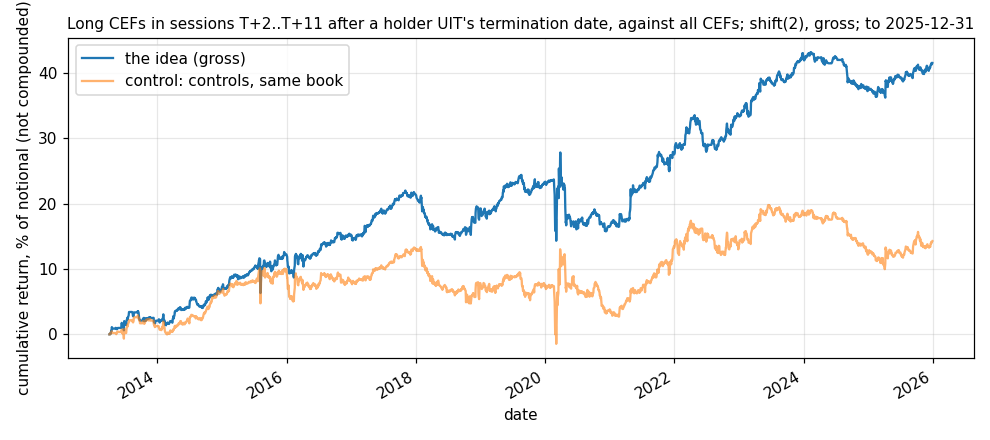 Long CEFs in sessions T+2..T+11 after a holder UIT's termination date, against all CEFs; shift(2), gross; to 2025-12-31
cumulative return, % of notional (not compounded)
the idea (gross)
control: controls, same book
40
30
20
10
0
2014
2016
2018
2020
2022
2024
2026
date